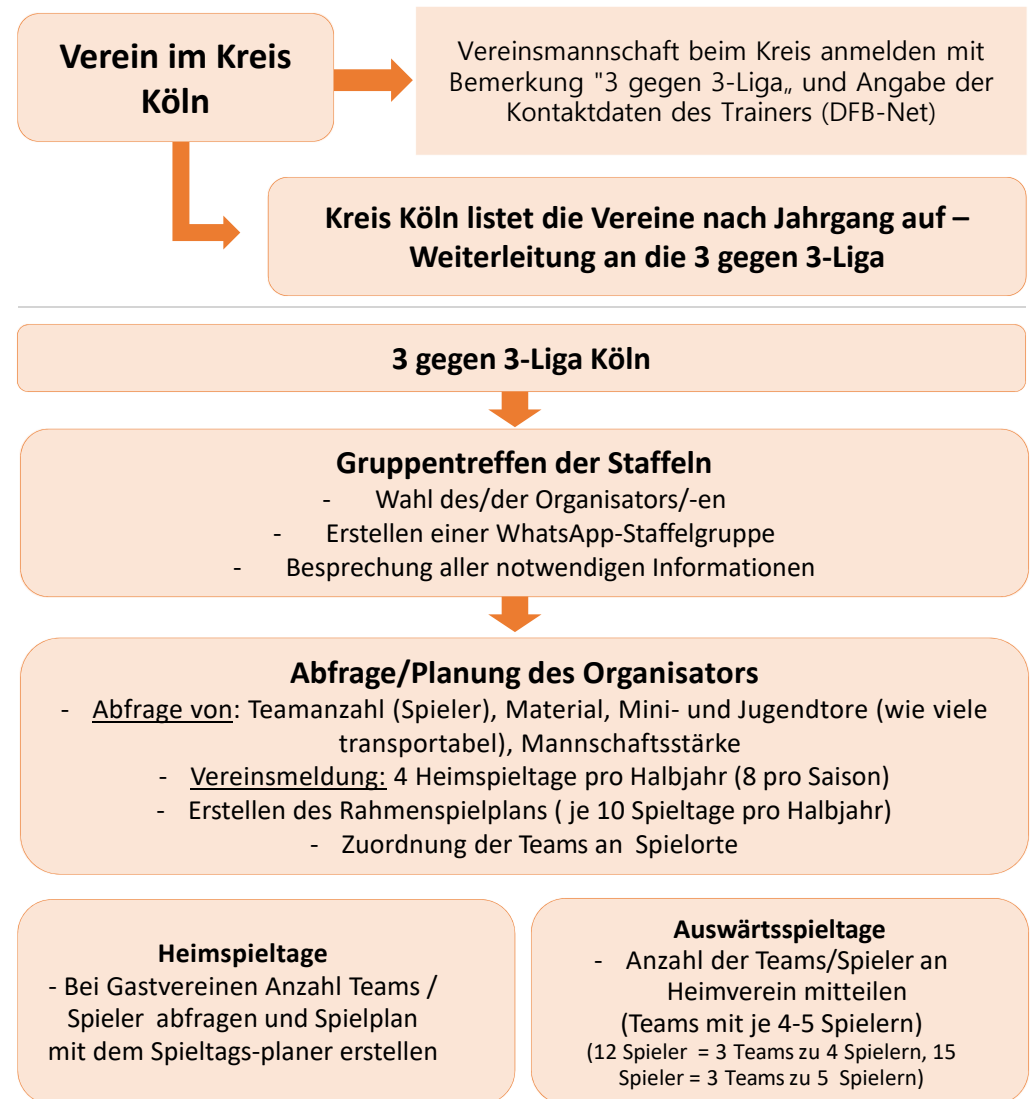 Verein im Kreis
Köln
Vereinsmannschaft beim Kreis anmelden mit
Bemerkung "3 gegen 3-Liga„ und Angabe der
Kontaktdaten des Trainers (DFB-Net)
Kreis Köln listet die Vereine nach Jahrgang auf –
Weiterleitung an die 3 gegen 3-Liga
3 gegen 3-Liga Köln
Gruppentreffen der Staffeln
- Wahl des/der Organisators/-en
- Erstellen einer WhatsApp-Staffelgruppe
- Besprechung aller notwendigen Informationen
Abfrage/Planung des Organisators
- Abfrage von: Teamanzahl (Spieler), Material, Mini- und Jugendtore (wie viele
transportabel), Mannschaftsstärke
- Vereinsmeldung: 4 Heimspieltage pro Halbjahr (8 pro Saison)
- Erstellen des Rahmenspielplans ( je 10 Spieltage pro Halbjahr)
- Zuordnung der Teams an Spielorte
Heimspieltage
- Bei Gastvereinen Anzahl Teams /
Spieler abfragen und Spielplan
mit dem Spieltags-planer erstellen
Auswärtsspieltage
- Anzahl der Teams/Spieler an
Heimverein mitteilen
(Teams mit je 4-5 Spielern)
(12 Spieler = 3 Teams zu 4 Spielern, 15
Spieler = 3 Teams zu 5 Spielern)